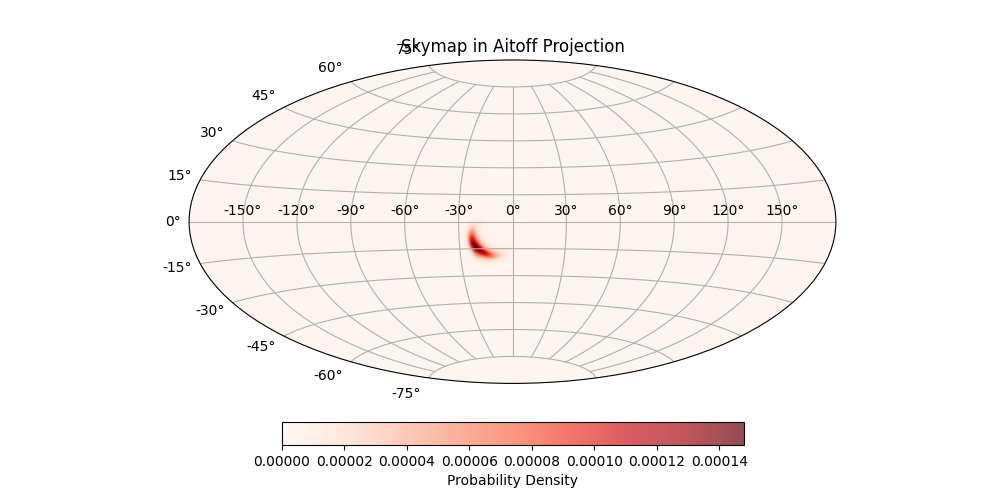 Skymap in Aitoff Projection
75°
60°
45°
30°
15°
-150° -120° -90° -60° -30° 0° 30° 60° 90° 120° 150°
0°
-15°
-30°
-45°
-60°
-75°
0.00000 0.00002 0.00004 0.00006 0.00008 0.00010 0.00012 0.00014
Probability Density